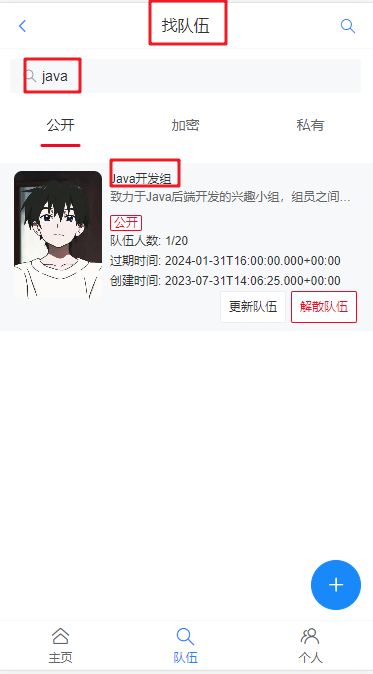 找队伍
java
公开 加密 私有
Java开发组
致力于Java后端开发的兴趣小组，组员之间…
公开
队伍人数: 1/20
过期时间: 2024-01-31T16:00:00.000+00:00
创建时间: 2023-07-31T14:06:25.000+00:00
更新队伍 解散队伍
主页 队伍 个人